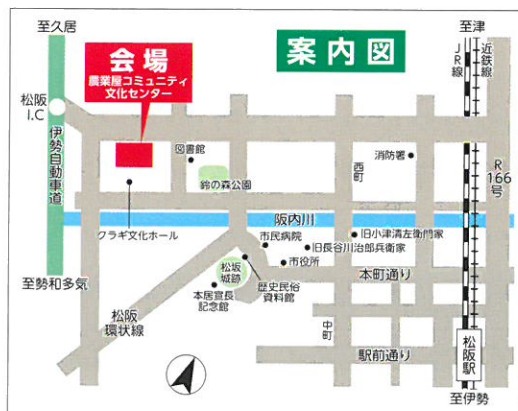 至久居
会場
農業屋コミュニティ
文化センター
案内図
至津
JR線
近鉄線
松阪
I.C
伊勢自動車道
図書館
鈴の森公園
西町
消防署
R166号
クラギ文化ホール
阪内川
市民病院
旧小津清左衛門家
旧長谷川治郎兵衛家
市役所
本町通り
至勢和多気
松坂
城跡
歴史民俗
資料館
本居宣長
記念館
松阪
環状線
中町
駅前通り
松阪駅
至伊勢